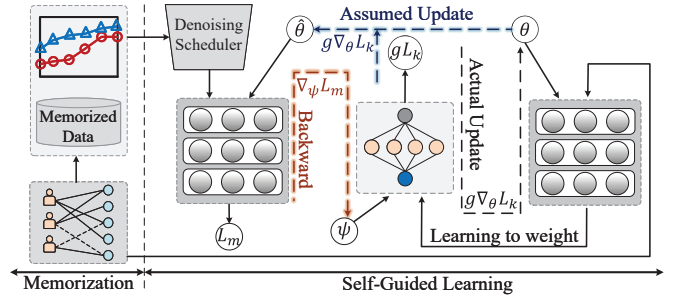 Denoising
Scheduler
θ̂
Assumed Update
g∇θLk
gLk
θ
Memorized
Data
∇ψLm
Backward
Actual Update
g∇θLk
Lm
ψ
Learning to weight
Memorization
Self-Guided Learning